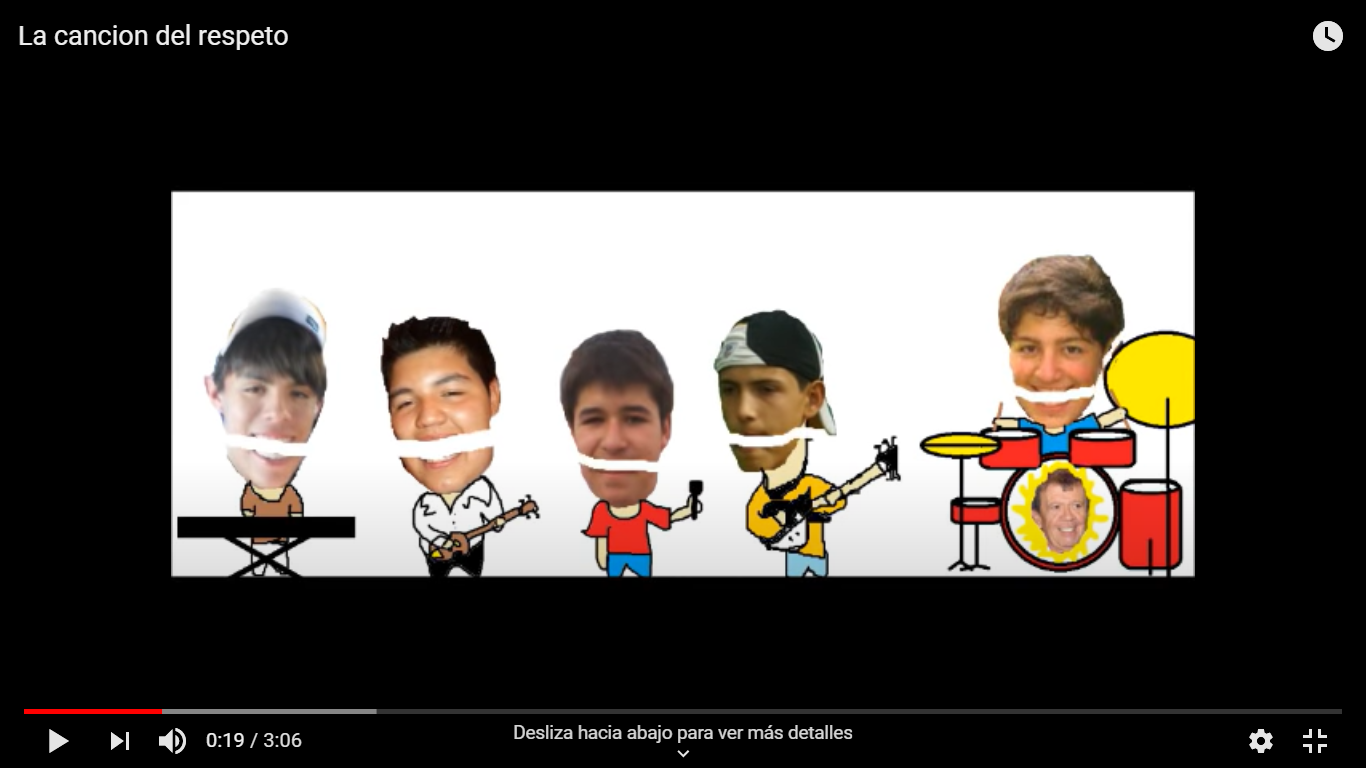 La cancion del respeto
0:19 / 3:06
Desliza hacia abajo para ver más detalles